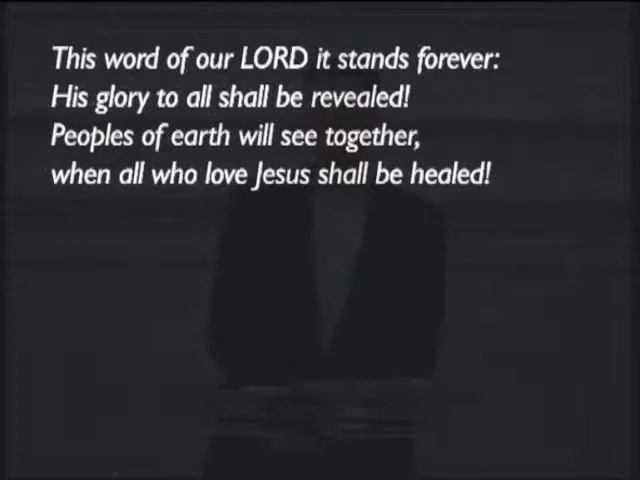 This word of our LORD it stands forever:
His glory to all shall be revealed!
Peoples of earth will see together,
when all who love Jesus shall be healed!